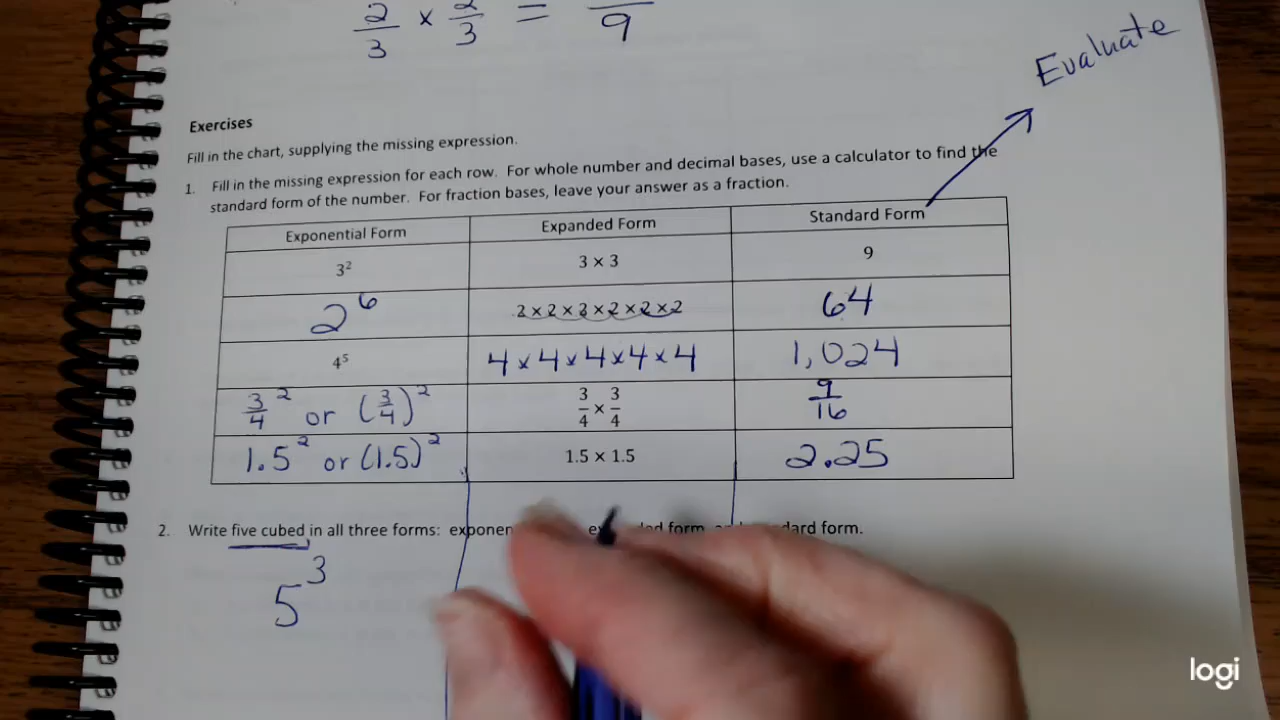 2/3 × 2/3 = /9
Evaluate
Exercises
Fill in the chart, supplying the missing expression.
1. Fill in the missing expression for each row. For whole number and decimal bases, use a calculator to find the
standard form of the number. For fraction bases, leave your answer as a fraction.
Exponential Form Expanded Form Standard Form
3² 3 × 3 9
2⁶ 2 × 2 × 2 × 2 × 2 × 2 64
4⁵ 4 × 4 × 4 × 4 × 4 1,024
3/4² or (3/4)² 3/4 × 3/4 9/16
1.5² or (1.5)² 1.5 × 1.5 2.25
2. Write five cubed in all three forms: form.
5³
logi